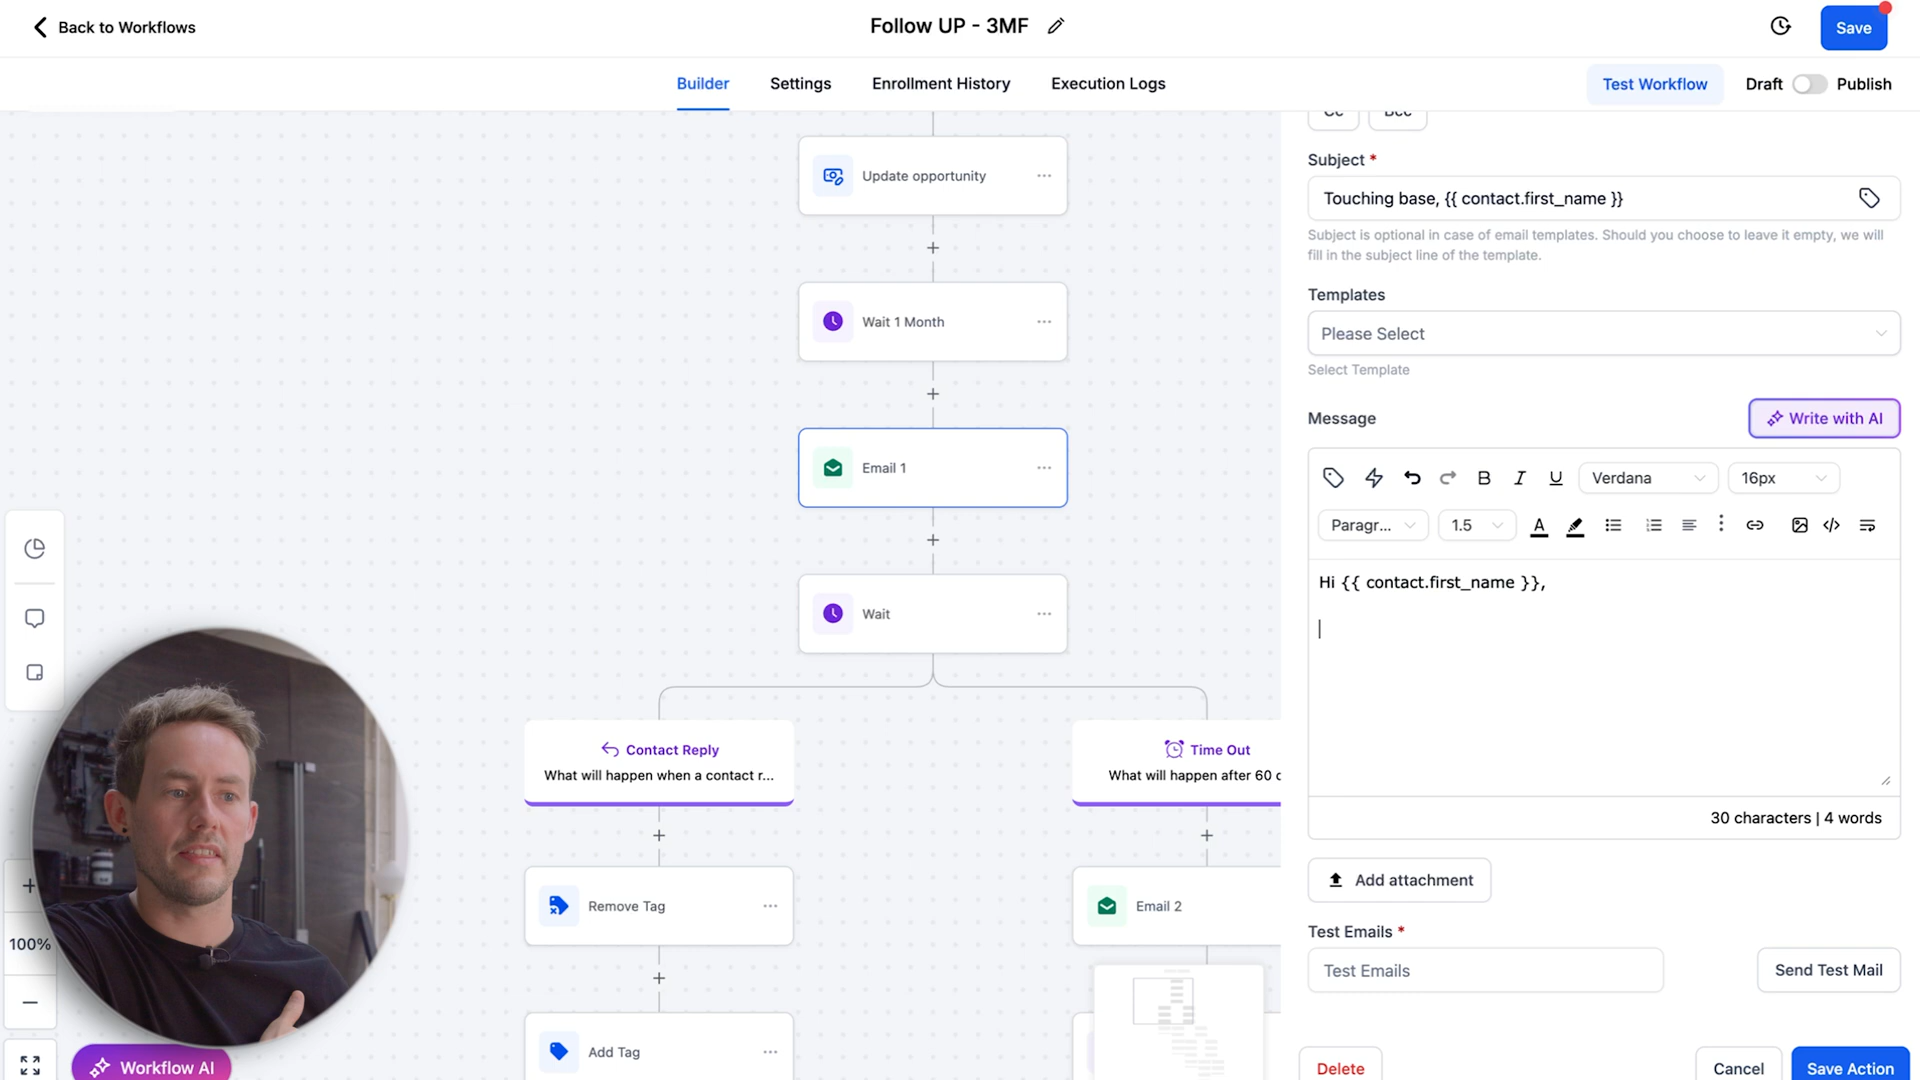 Back to Workflows
Follow UP - 3MF
Save
Builder
Settings
Enrollment History
Execution Logs
Test Workflow
Draft
Publish
Update opportunity
Wait 1 Month
Email 1
Wait
Contact Reply
What will happen when a contact r...
Time Out
What will happen after 60 d
Remove Tag
Email 2
Add Tag
100%
Workflow AI
Cc
Bcc
Subject *
Touching base, {{ contact.first_name }}
Subject is optional in case of email templates. Should you choose to leave it empty, we will
fill in the subject line of the template.
Templates
Please Select
Select Template
Message
Write with AI
B I U
Verdana
16px
Paragr...
1.5
A
Hi {{ contact.first_name }},
30 characters | 4 words
Add attachment
Test Emails *
Test Emails
Send Test Mail
Delete
Cancel
Save Action